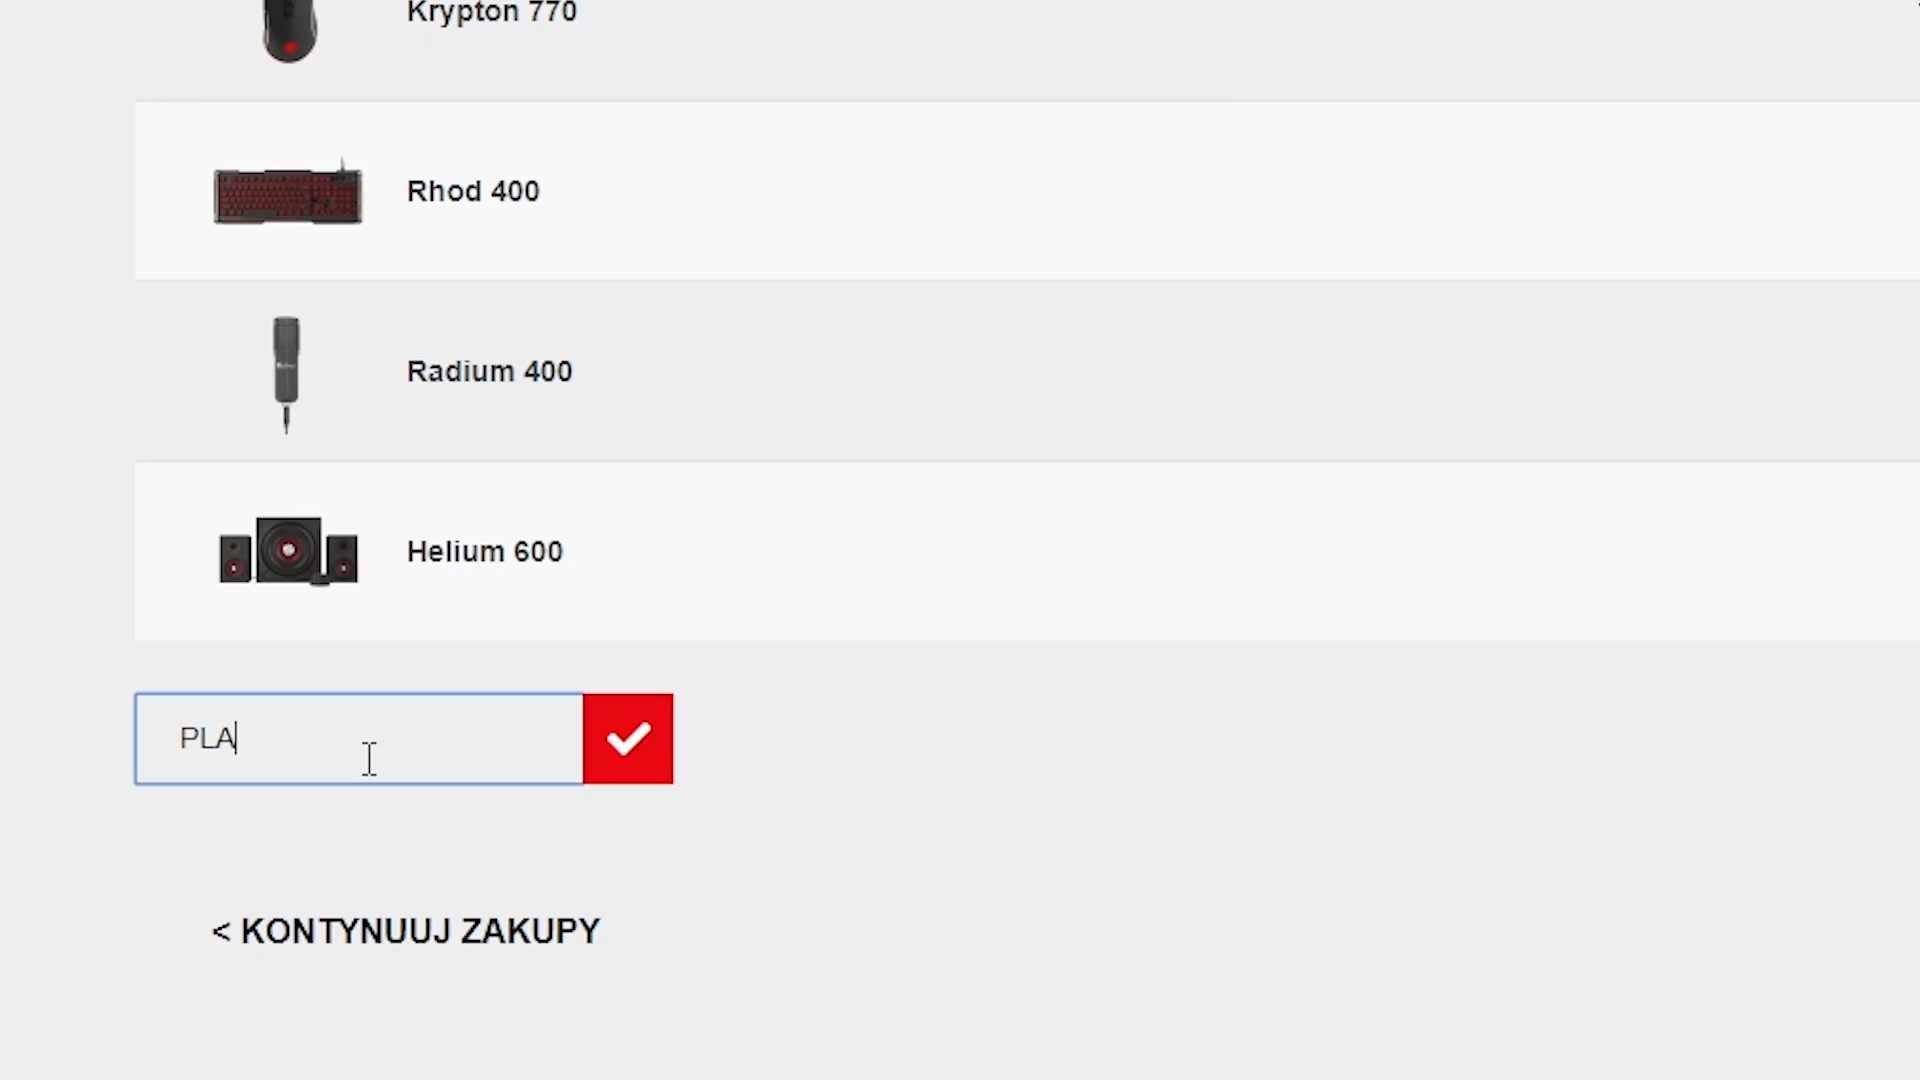 Krypton 770
Rhod 400
Radium 400
Helium 600
PLA
< KONTYNUUJ ZAKUPY